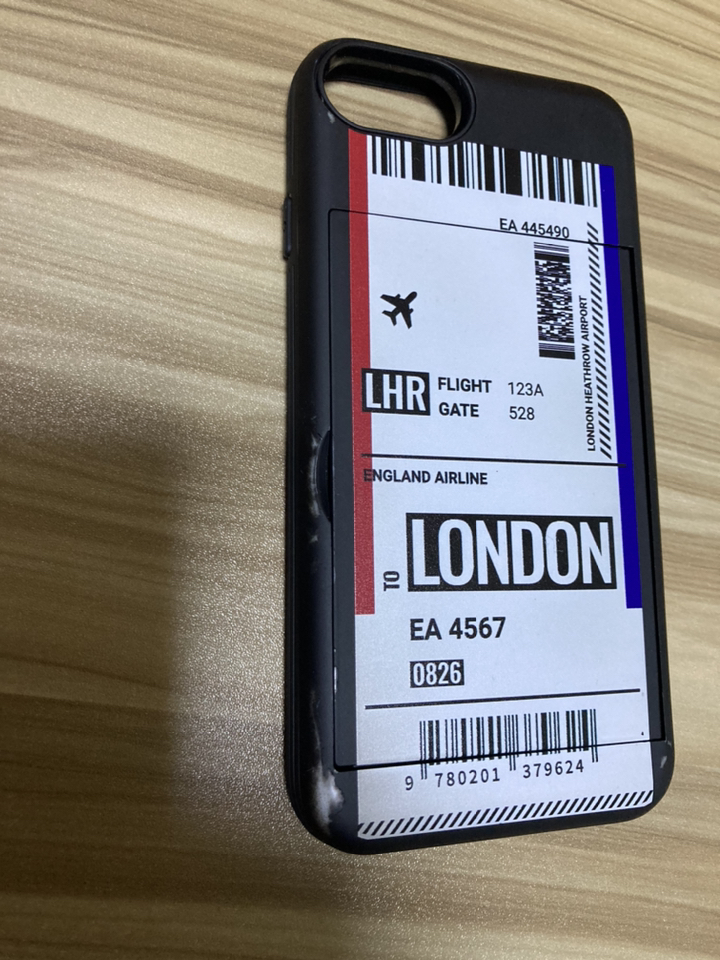 EA 445490
LONDON HEATHROW AIRPORT
LHR FLIGHT 123A
GATE 528
ENGLAND AIRLINE
TO LONDON
EA 4567
0826
9 780201 379624